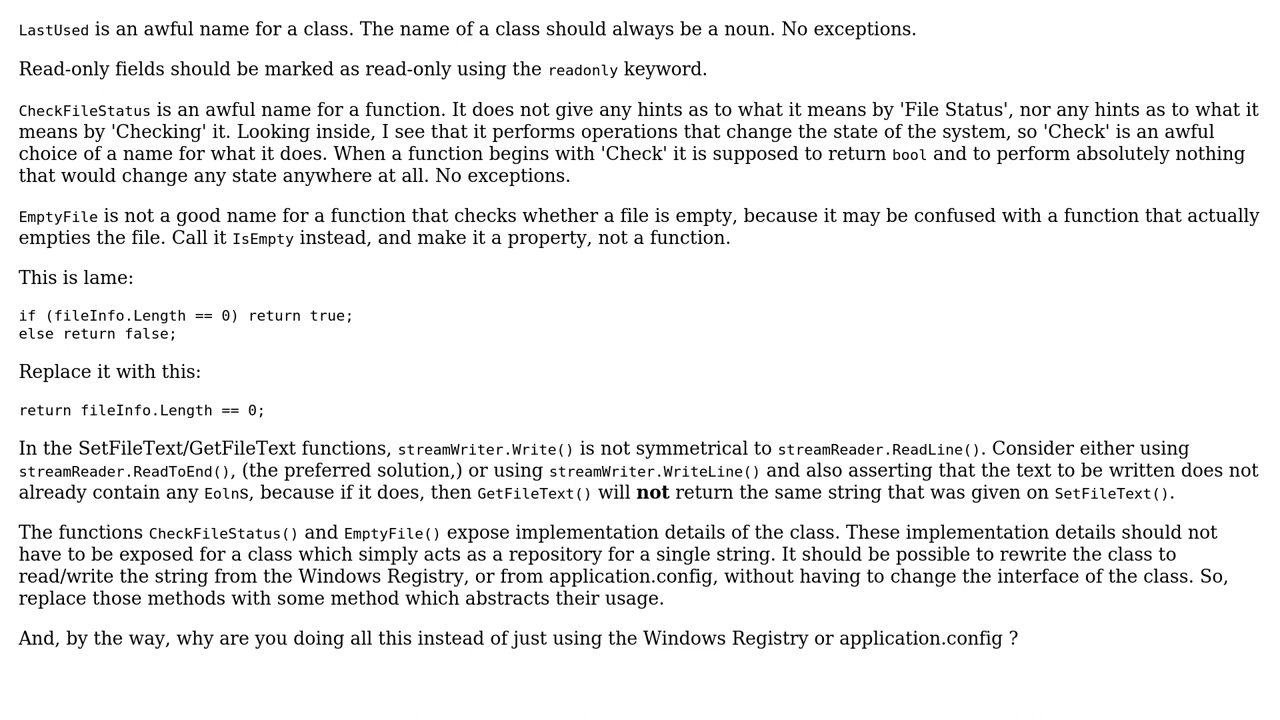 LastUsed is an awful name for a class. The name of a class should always be a noun. No exceptions.
Read-only fields should be marked as read-only using the readonly keyword.
CheckFileStatus is an awful name for a function. It does not give any hints as to what it means by 'File Status', nor any hints as to what it
means by 'Checking' it. Looking inside, I see that it performs operations that change the state of the system, so 'Check' is an awful
choice of a name for what it does. When a function begins with 'Check' it is supposed to return bool and to perform absolutely nothing
that would change any state anywhere at all. No exceptions.
EmptyFile is not a good name for a function that checks whether a file is empty, because it may be confused with a function that actually
empties the file. Call it IsEmpty instead, and make it a property, not a function.
This is lame:
if (fileInfo.Length == 0) return true;
else return false;
Replace it with this:
return fileInfo.Length == 0;
In the SetFileText/GetFileText functions, streamWriter.Write() is not symmetrical to streamReader.ReadLine(). Consider either using
streamReader.ReadToEnd(), (the preferred solution,) or using streamWriter.WriteLine() and also asserting that the text to be written does not
already contain any EolnS, because if it does, then GetFileText() will not return the same string that was given on SetFileText().
The functions CheckFileStatus() and EmptyFile() expose implementation details of the class. These implementation details should not
have to be exposed for a class which simply acts as a repository for a single string. It should be possible to rewrite the class to
read/write the string from the Windows Registry, or from application.config, without having to change the interface of the class. So,
replace those methods with some method which abstracts their usage.
And, by the way, why are you doing all this instead of just using the Windows Registry or application.config ?